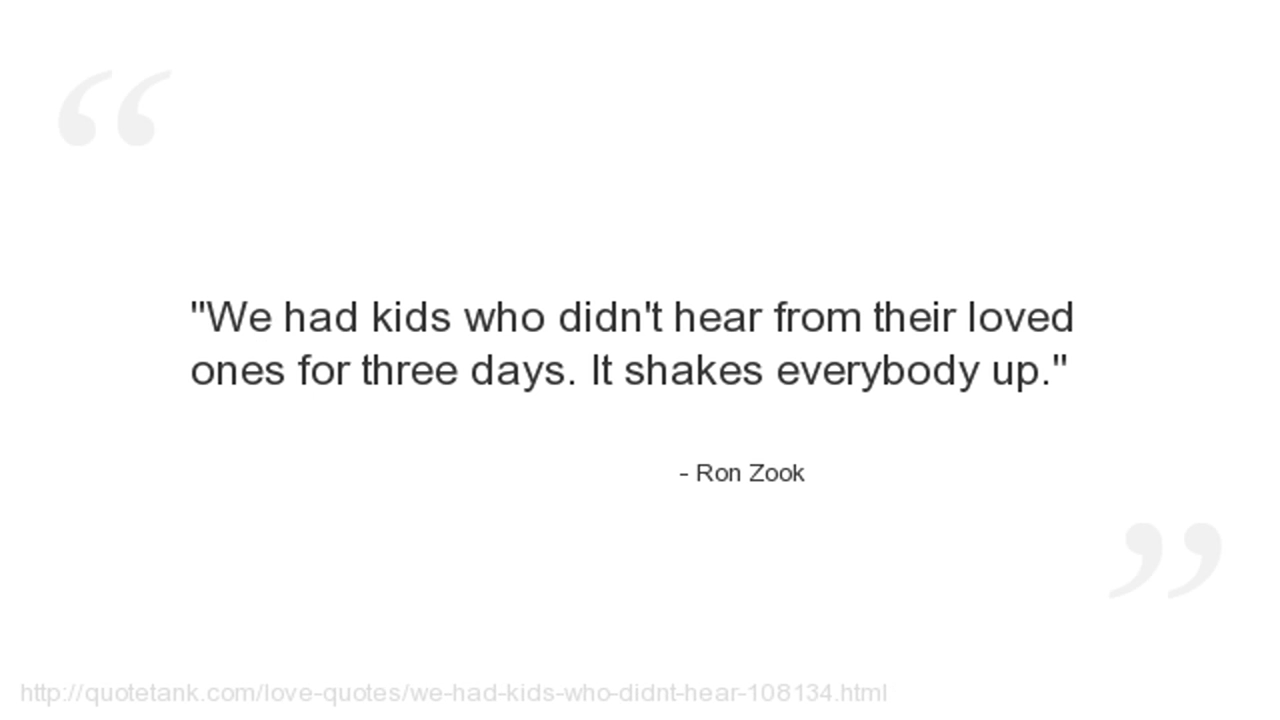 "We had kids who didn't hear from their loved
ones for three days. It shakes everybody up."
- Ron Zook
http://quotetank.com/love-quotes/we-had-kids-who-didnt-hear-108134.html